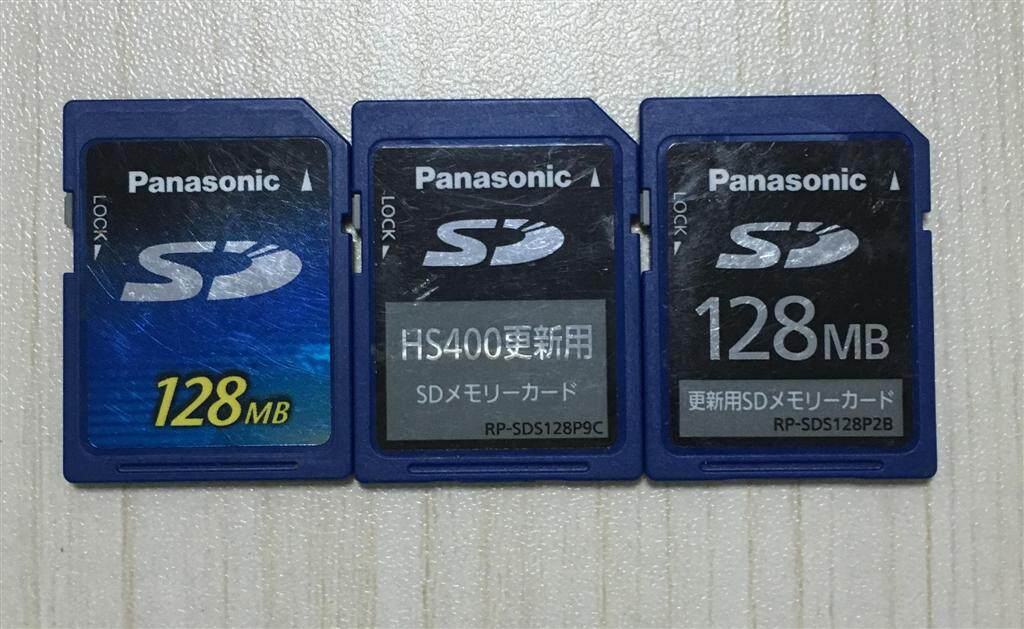 Panasonic
LOCK
SD
128MB
Panasonic
LOCK
SD
HS400更新用
SDメモリーカード
RP-SDS128P9C
Panasonic
LOCK
SD
128MB
更新用SDメモリーカード
RP-SDS128P2B